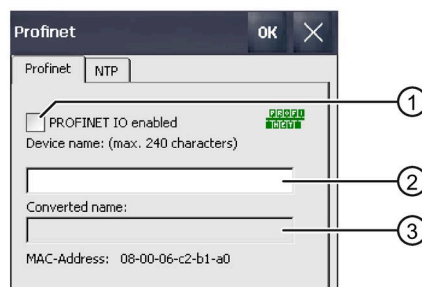 Profinet OK
Profinet NTP
PROFINET IO enabled
PROFI
NET
Device name: (max. 240 characters)
Converted name:
MAC-Address: 08-00-06-c2-b1-a0
1
2
3